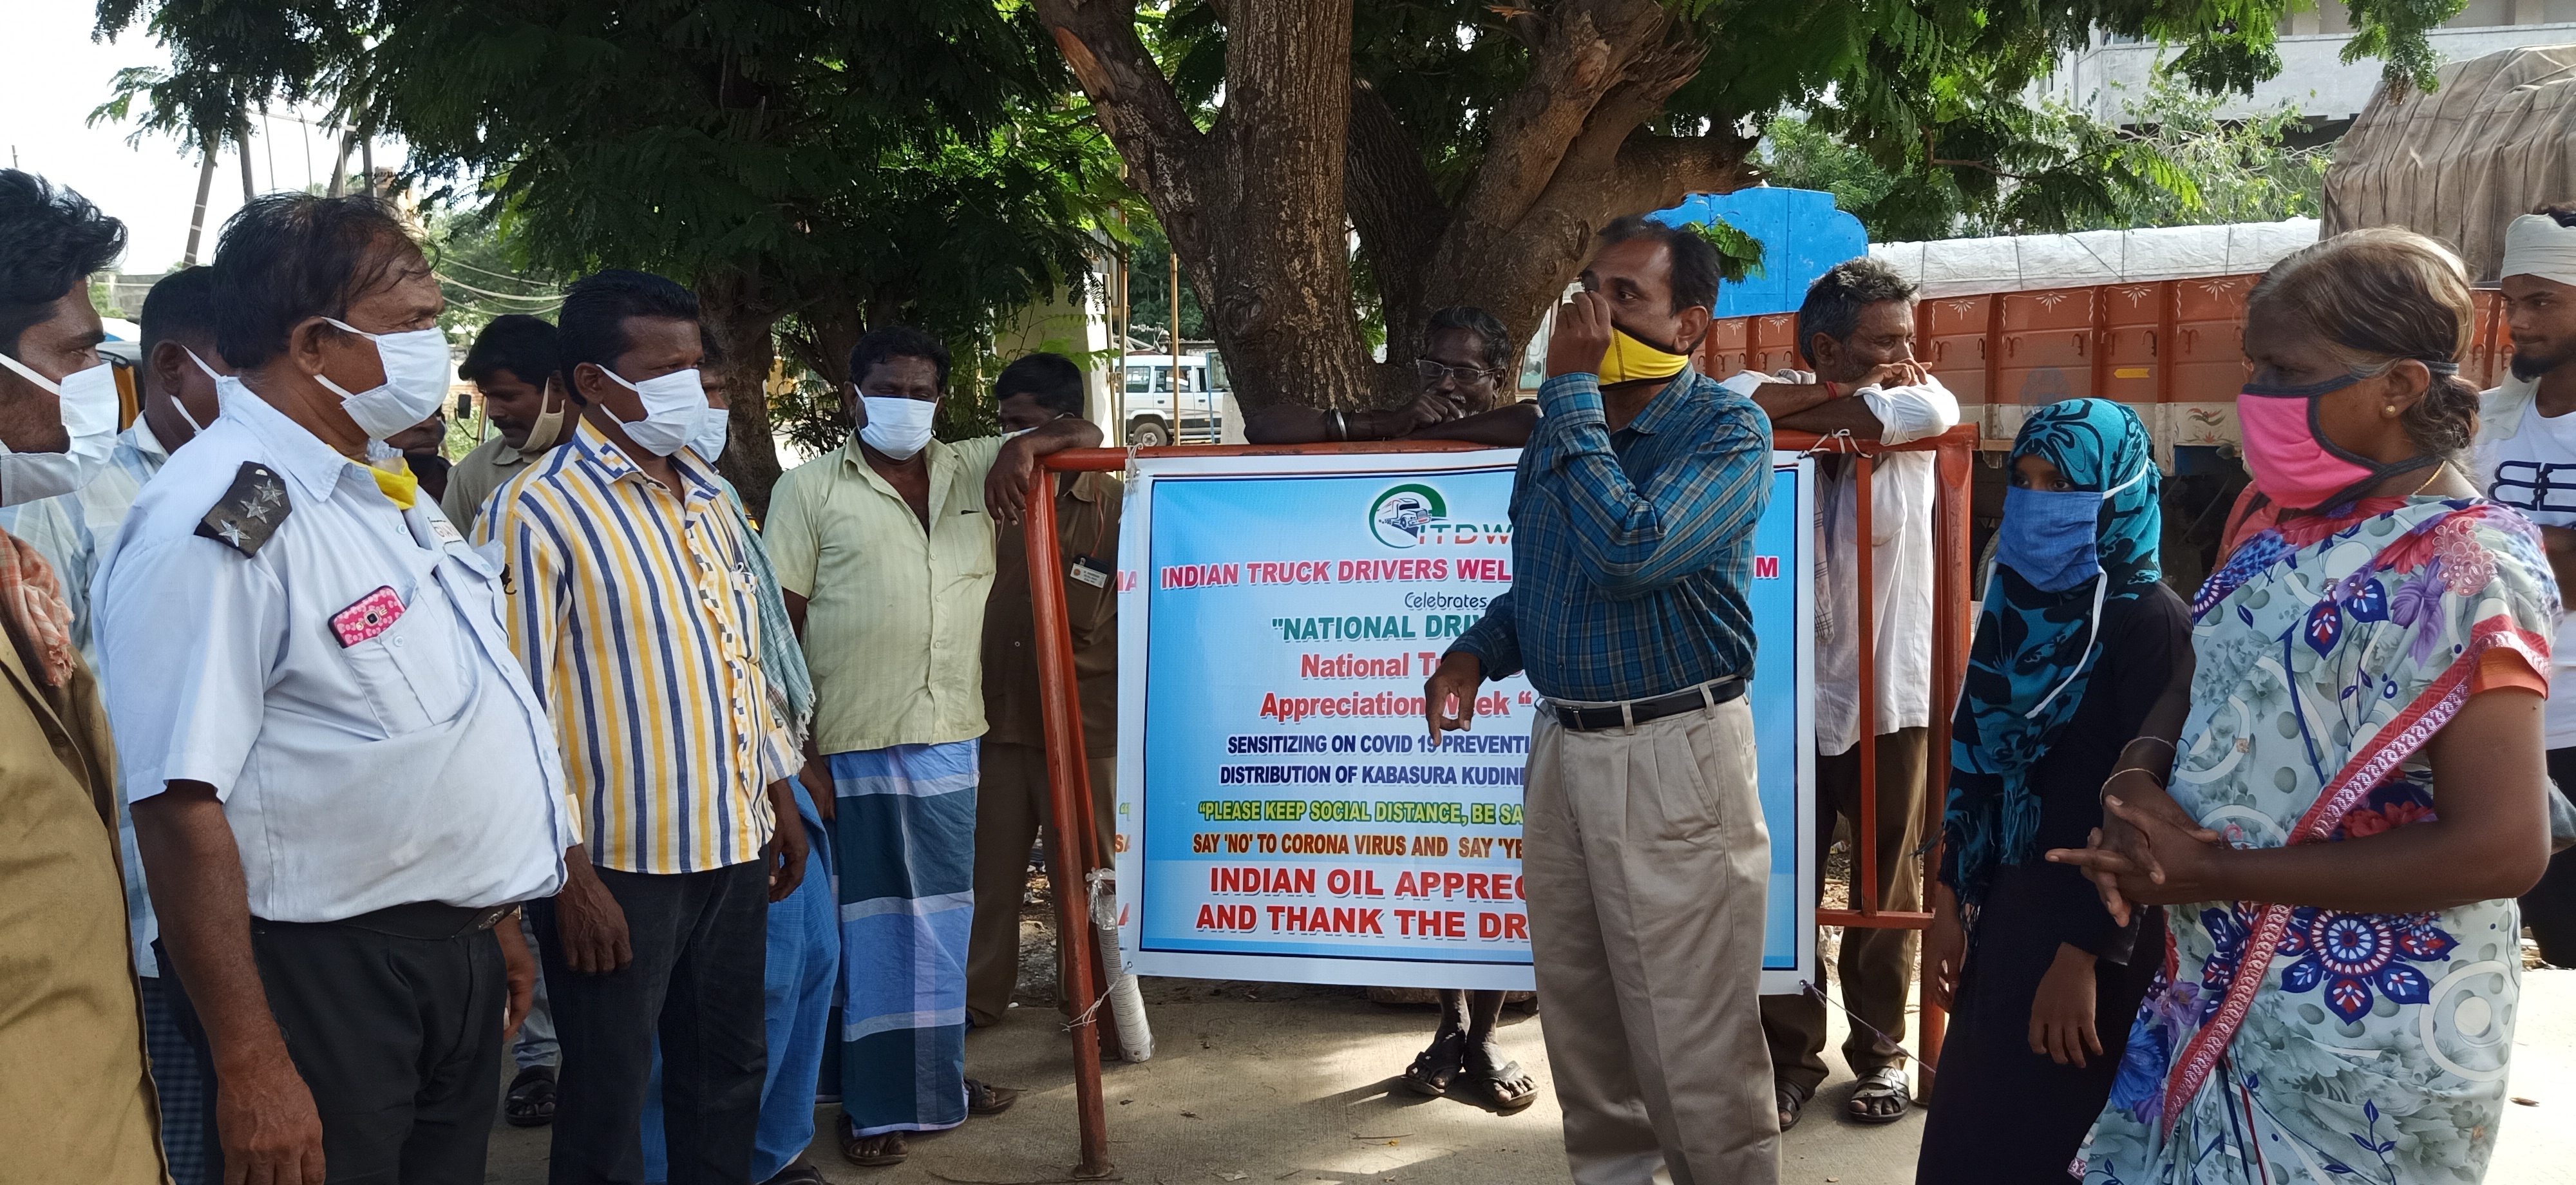 ITDW
INDIAN TRUCK DRIVERS WEL M
Celebrates
"NATIONAL DRIV
National Tr
Appreciation Week “
SENSITIZING ON COVID 19 PREVENTI
DISTRIBUTION OF KABASURA KUDINE
“PLEASE KEEP SOCIAL DISTANCE, BE SA
SAY 'NO' TO CORONA VIRUS AND SAY 'YE
INDIAN OIL APPREC
AND THANK THE DR